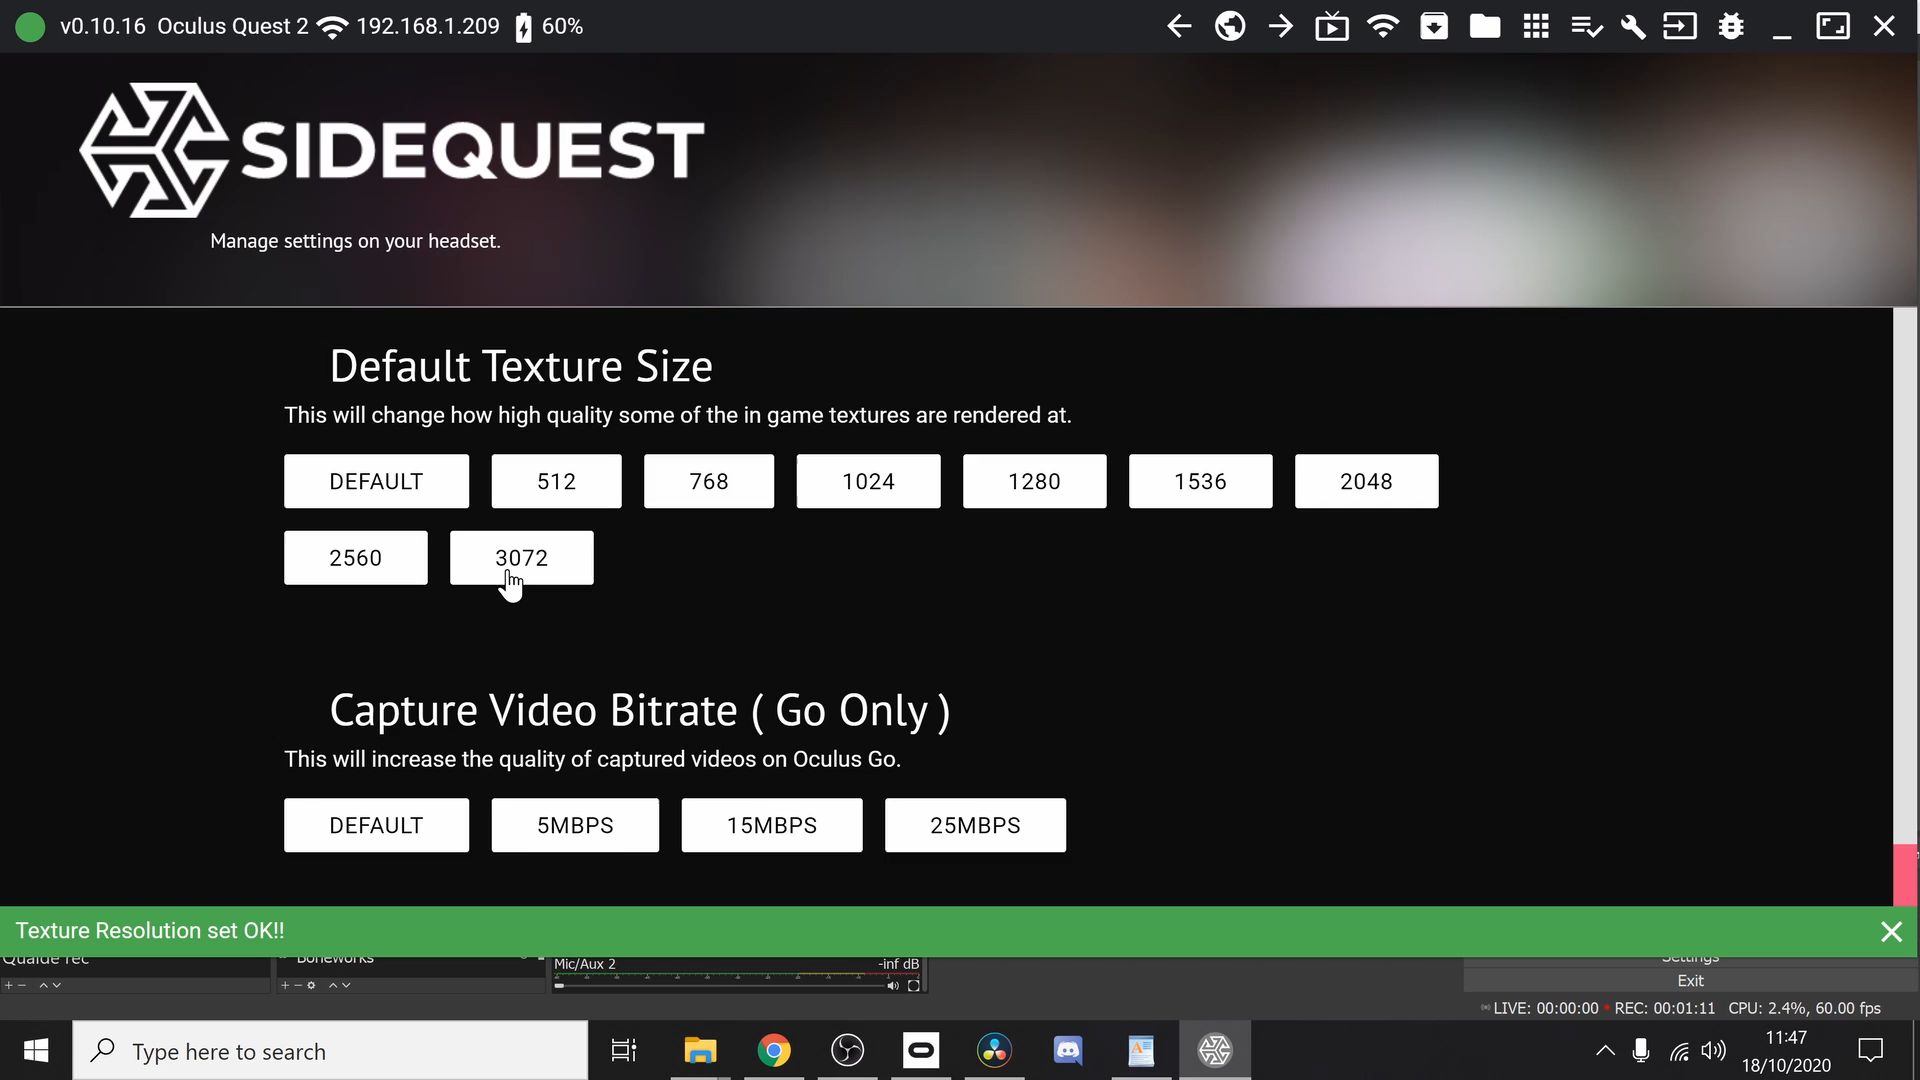 v0.10.16 Oculus Quest 2 192.168.1.209 60%
SIDEQUEST
Manage settings on your headset.
Default Texture Size
This will change how high quality some of the in game textures are rendered at.
DEFAULT 512 768 1024 1280 1536 2048
2560 3072
Capture Video Bitrate ( Go Only )
This will increase the quality of captured videos on Oculus Go.
DEFAULT 5MBPS 15MBPS 25MBPS
Texture Resolution set OK!!
Boneworks Mic/Aux 2 -inf dB Settings
Exit
LIVE: 00:00:00 REC: 00:01:11 CPU: 2.4%, 60.00 fps
Type here to search
11:47
18/10/2020